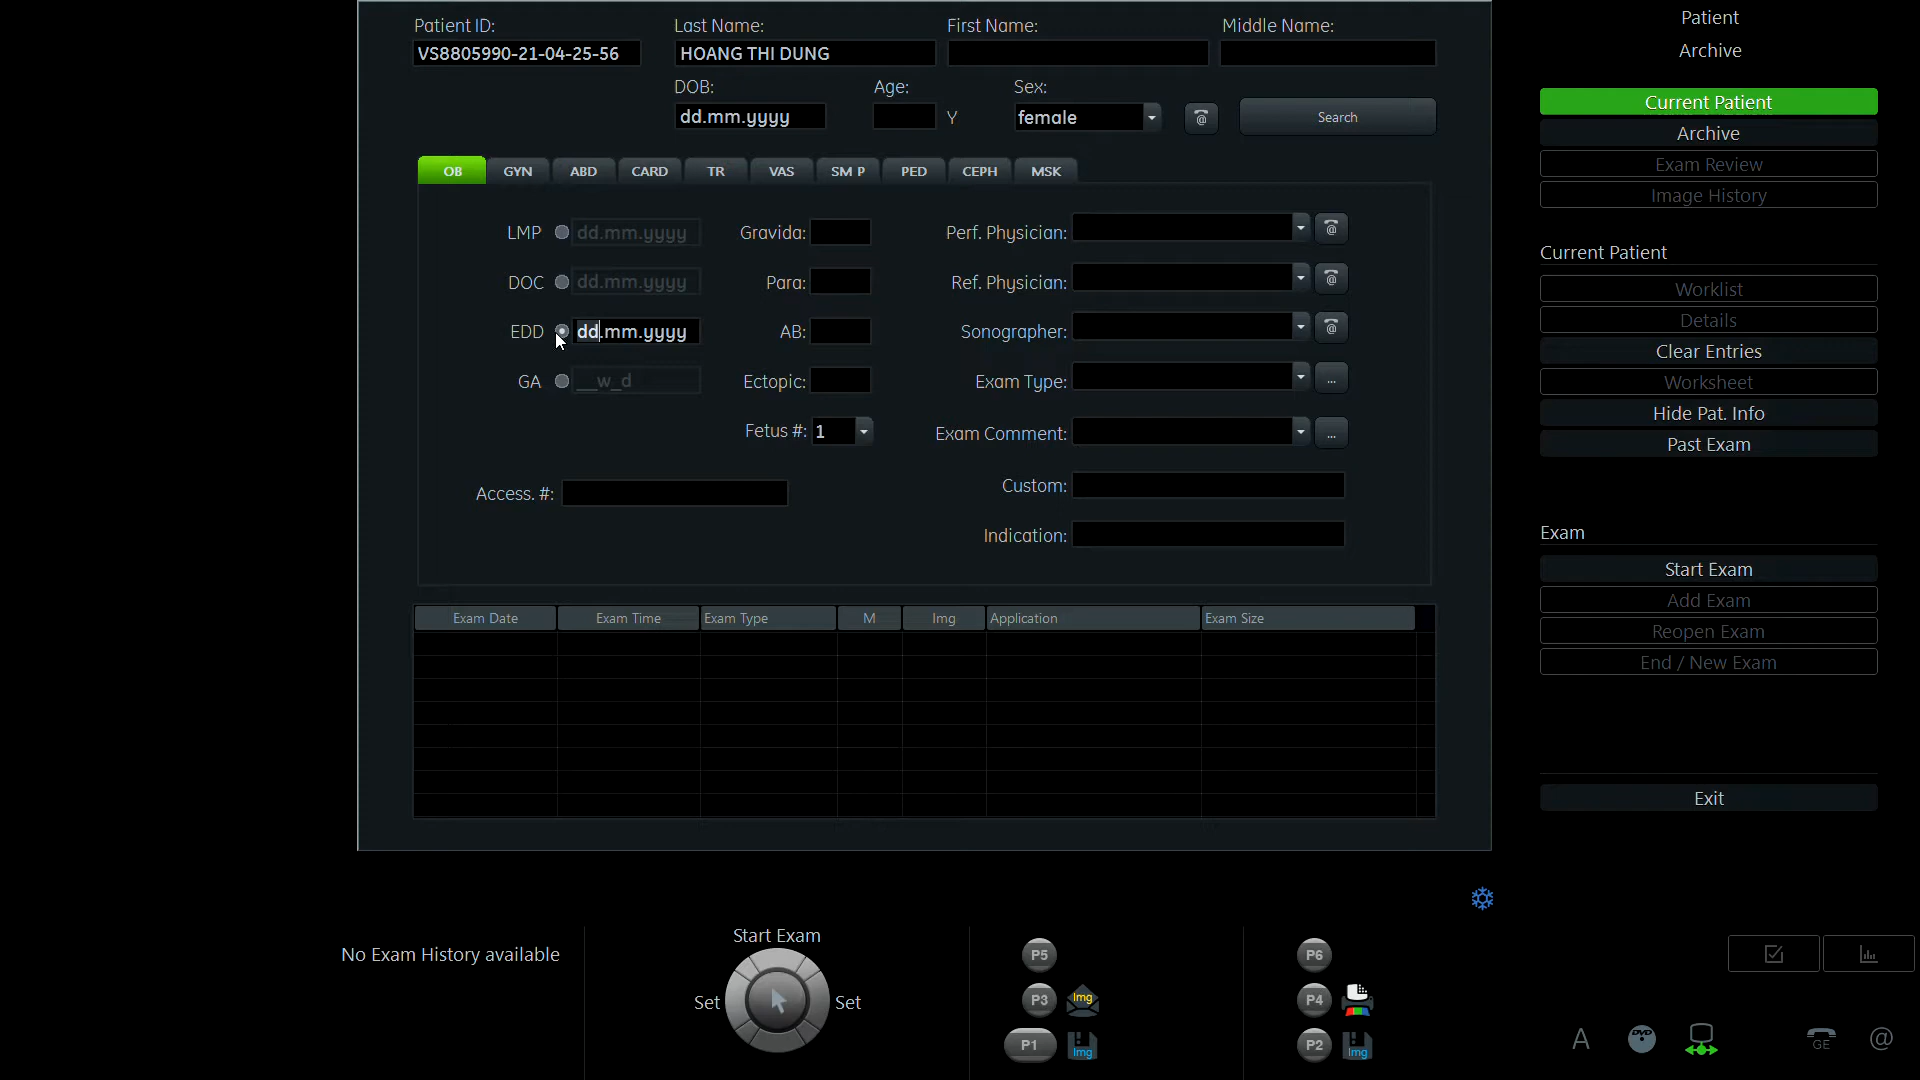 Patient ID: Last Name: First Name: Middle Name:
VS8805990-21-04-25-56 HOANG THI DUNG
DOB: Age: Sex:
dd.mm.yyyy Y female @ Search
OB GYN ABD CARD TR VAS SM P PED CEPH MSK
LMP dd.mm.yyyy Gravida: Perf. Physician: @
DOC dd.mm.yyyy Para: Ref. Physician: @
EDD dd.mm.yyyy AB: Sonographer: @
GA __w_d Ectopic: Exam Type: ...
Fetus #: 1 Exam Comment: ...
Access. #: Custom:
Indication:
Exam Date Exam Time Exam Type M Img Application Exam Size
Patient
Archive
Current Patient
Archive
Exam Review
Image History
Current Patient
Worklist
Details
Clear Entries
Worksheet
Hide Pat. Info
Past Exam
Exam
Start Exam
Add Exam
Reopen Exam
End / New Exam
Exit
No Exam History available
Start Exam
Set Set
P5 P6
P3 Img P4
P1 Img P2 Img
A DVD GE @